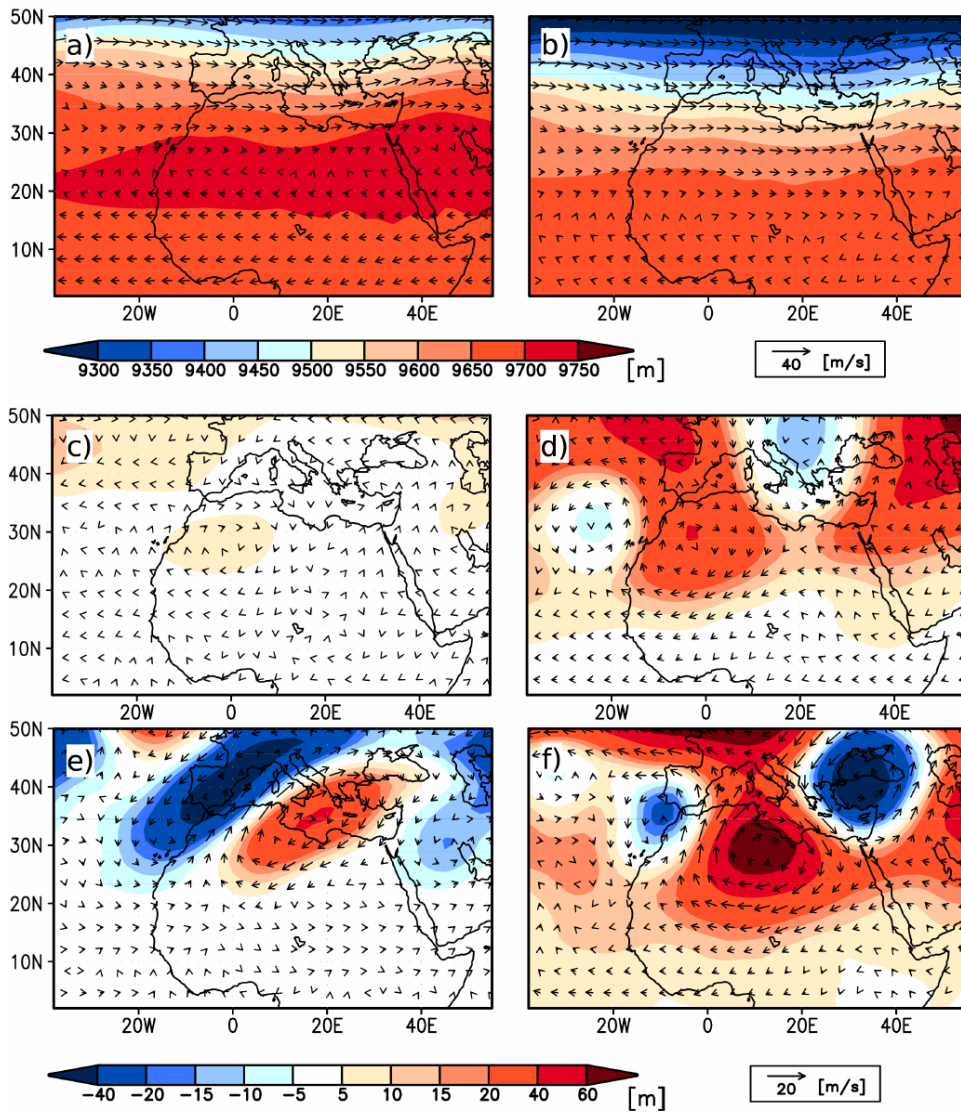 50N a) b)
40N
30N
20N
10N
20W 0 20E 40E 20W 0 20E 40E
9300 9350 9400 9450 9500 9550 9600 9650 9700 9750 [m] 40 [m/s]
50N c) d)
40N
30N
20N
10N
20W 0 20E 40E 20W 0 20E 40E
50N e) f)
40N
30N
20N
10N
20W 0 20E 40E 20W 0 20E 40E
-40 -20 -15 -10 -5 5 10 15 20 40 60 [m] 20 [m/s]